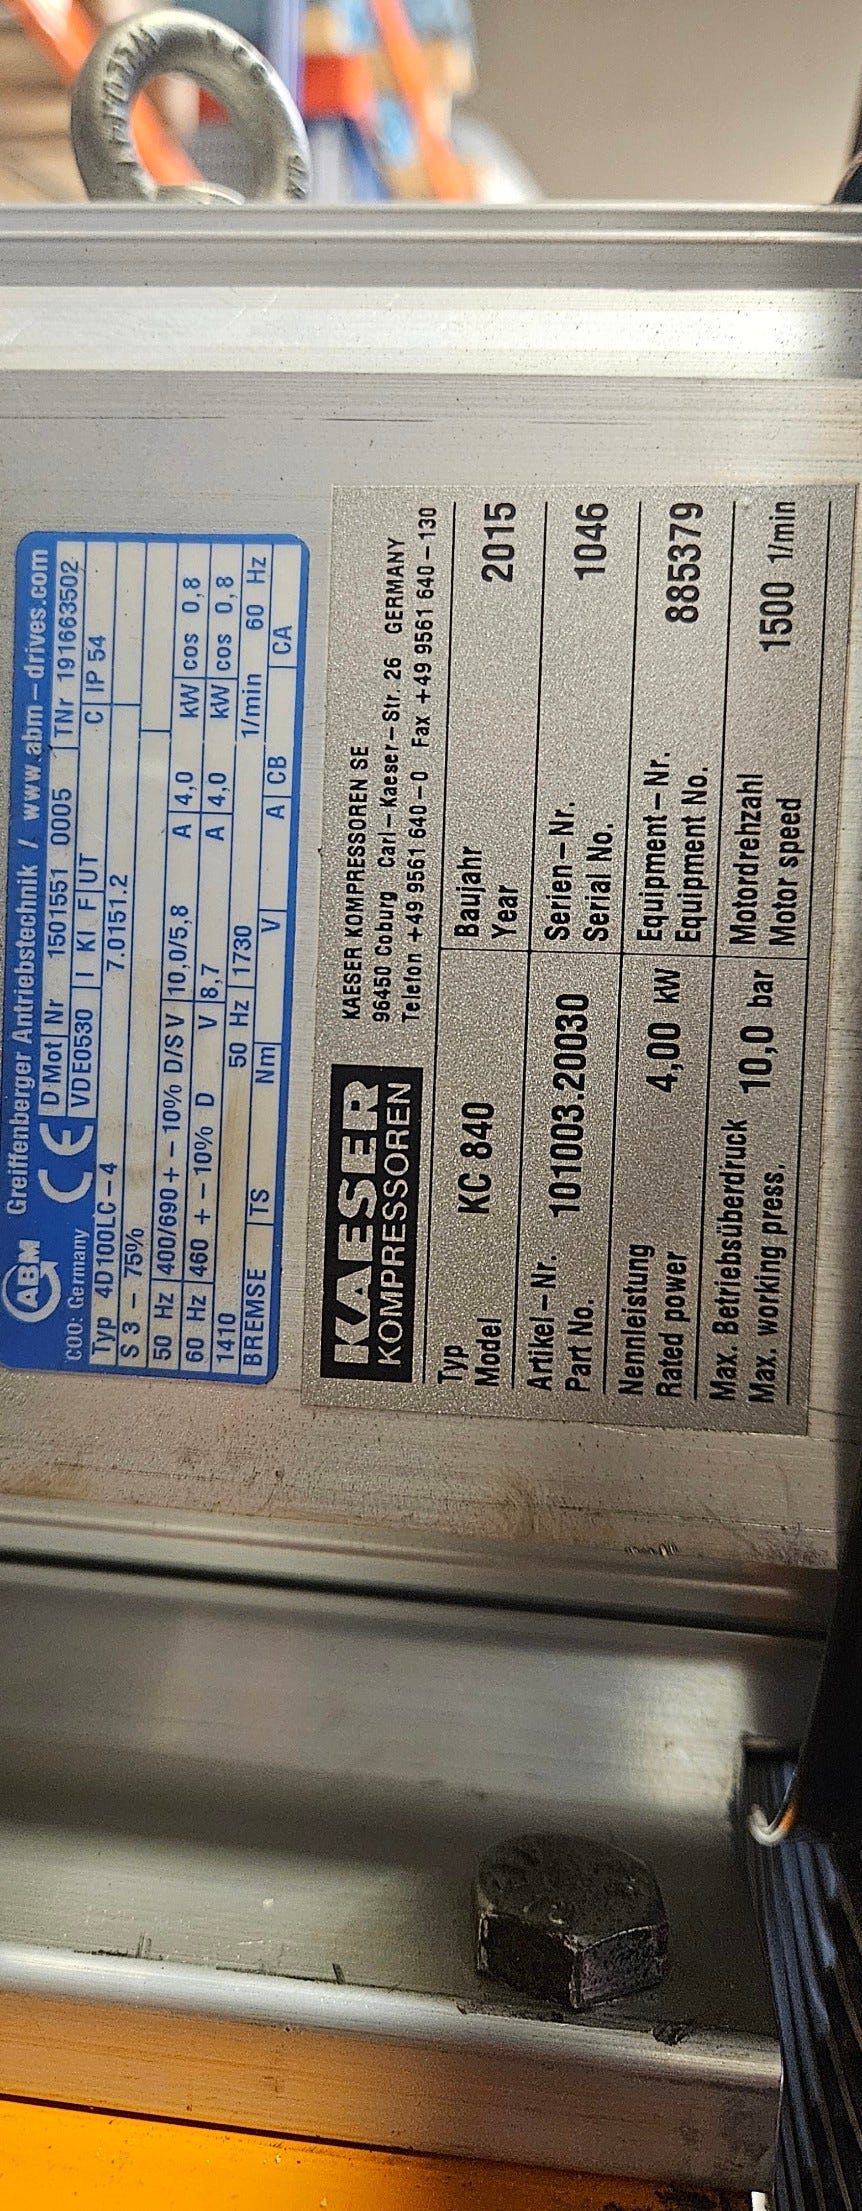 ABM Greiffenberger Antriebstechnik / www.abm-drives.com
COO: Germany CE D Mot Nr 1501551 0005 TNr 191663502
Typ 4D100LC-4 VDE0530 I Kl F UT C IP 54
S 3 - 75% 7.0151.2
50 Hz 400/690 + - 10% D/S V 10,0/5,8 A 4,0 kW cos 0,8
60 Hz 460 + - 10% D V 8,7 A 4,0 kW cos 0,8
1410 50 Hz 1730 1/min 60 Hz
BREMSE TS Nm V A CB CA
KAESER KOMPRESSOREN
KAESER KOMPRESSOREN SE
96450 Coburg Carl-Kaeser-Str. 26 GERMANY
Telefon +49 9561 640-0 Fax +49 9561 640-130
Typ
Model KC 840
Baujahr
Year 2015
Artikel-Nr.
Part No. 101003.20030
Serien-Nr.
Serial No. 1046
Nennleistung
Rated power 4,00 kW
Equipment-Nr.
Equipment No. 885379
Max. Betriebsüberdruck
Max. working press. 10,0 bar
Motordrehzahl
Motor speed 1500 1/min